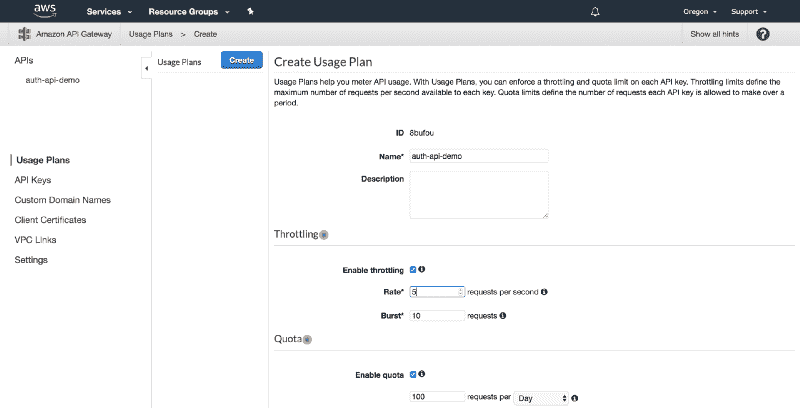 aws Services Resource Groups Oregon Support
Amazon API Gateway Usage Plans > Create Show all hints ?
APIs
auth-api-demo
Usage Plans
API Keys
Custom Domain Names
Client Certificates
VPC Links
Settings
Usage Plans Create
Create Usage Plan
Usage Plans help you meter API usage. With Usage Plans, you can enforce a throttling and quota limit on each API key. Throttling limits define the
maximum number of requests per second available to each key. Quota limits define the number of requests each API key is allowed to make over a
period.
ID 8bufou
Name* auth-api-demo
Description
Throttling
Enable throttling
Rate* 5 requests per second
Burst* 10 requests
Quota
Enable quota
100 requests per Day